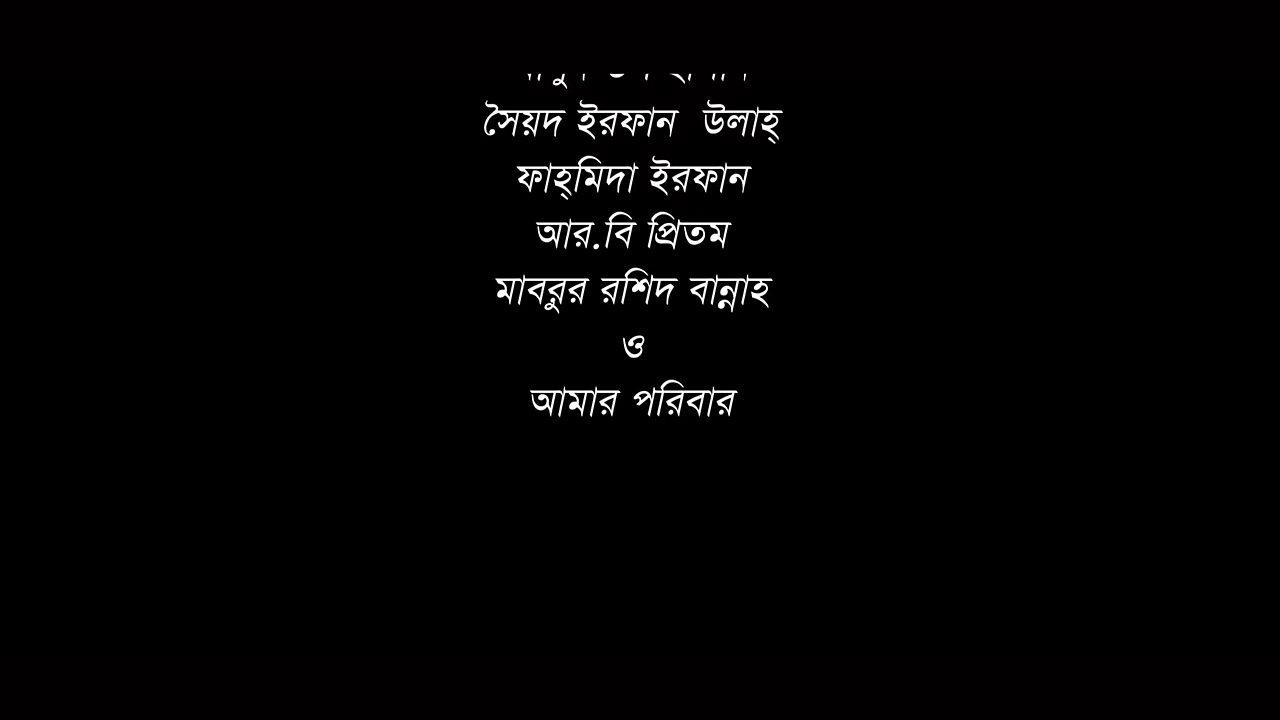 সৈয়দ ইরফান উলাহ্
ফাহ্মিদা ইরফান
আর.বি প্রিতম
মাবরুর রশিদ বান্নাহ
ও
আমার পরিবার